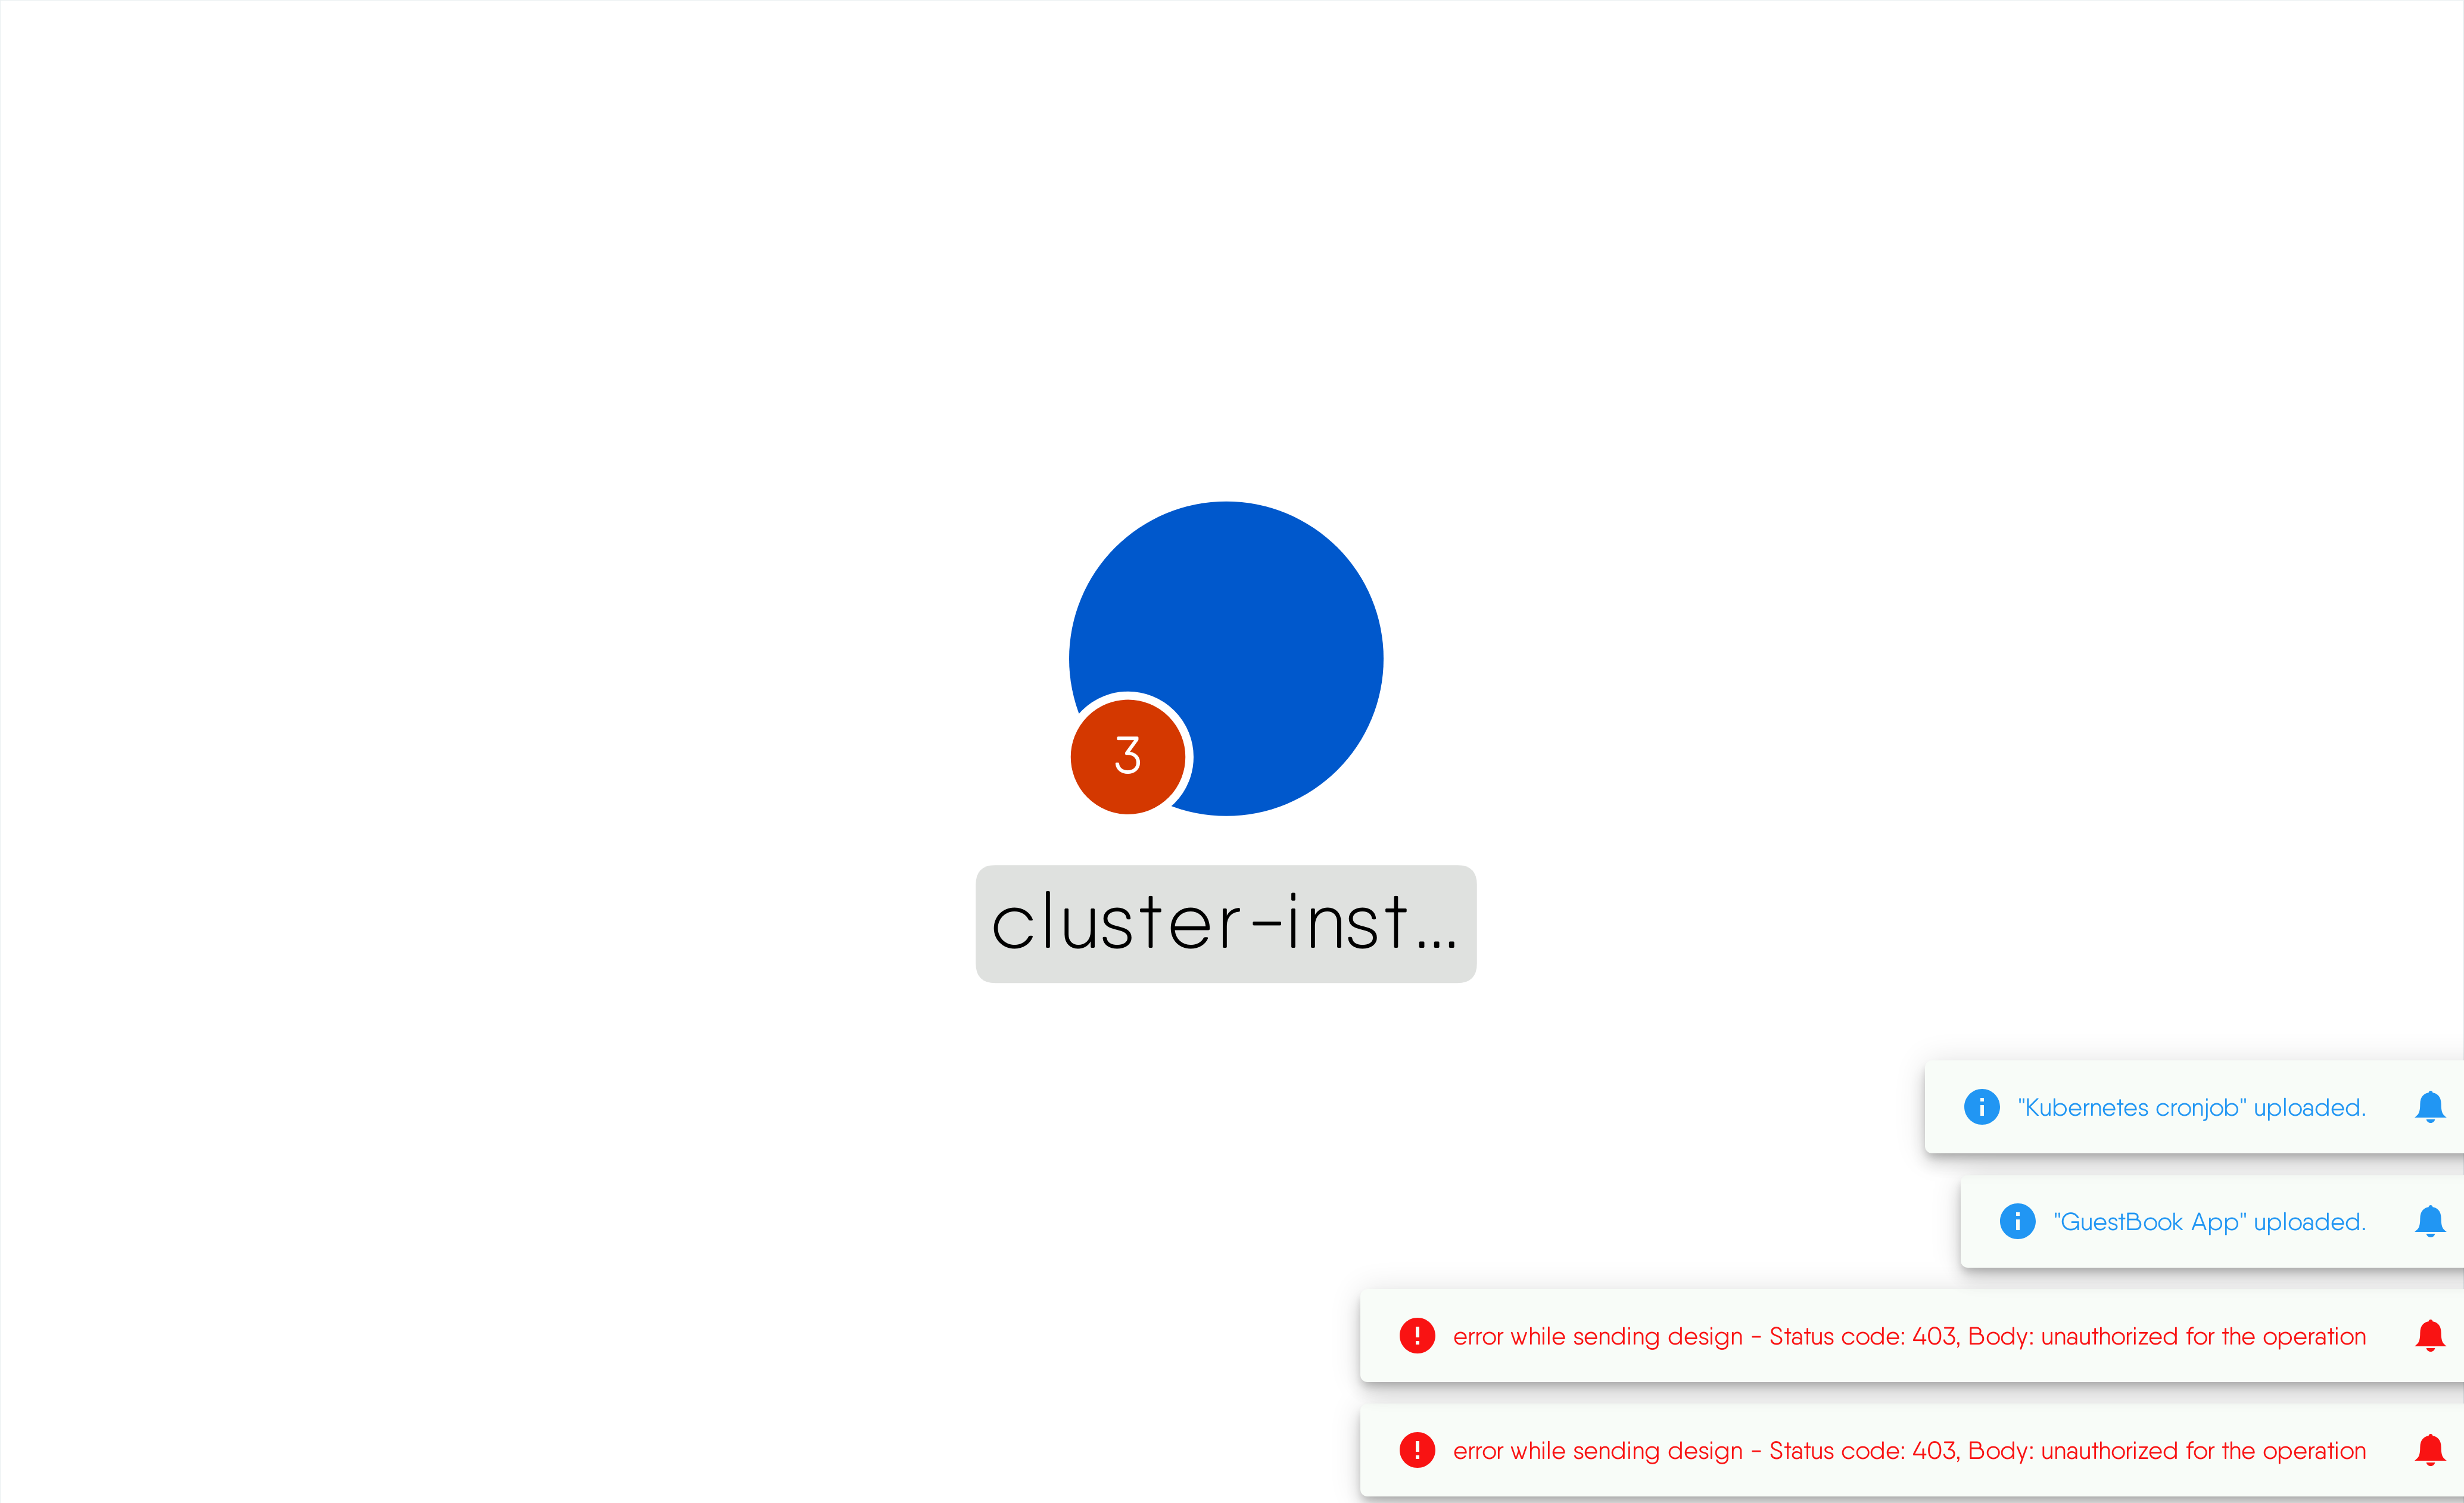 3
cluster-inst...
"Kubernetes cronjob" uploaded.
"GuestBook App" uploaded.
error while sending design - Status code: 403, Body: unauthorized for the operation
error while sending design - Status code: 403, Body: unauthorized for the operation